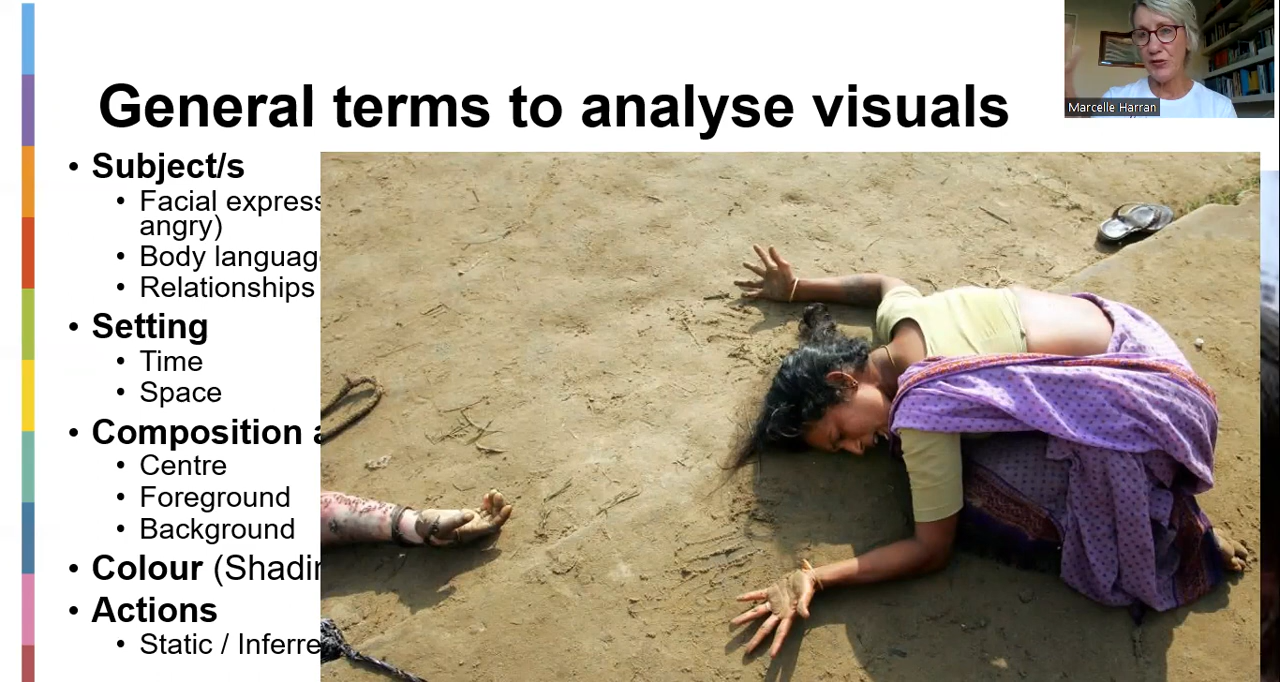 General terms to analyse visuals
Marcelle Harran
• Subject/s
• Facial express
angry)
• Body languag
• Relationships
• Setting
• Time
• Space
• Composition a
• Centre
• Foreground
• Background
• Colour (Shadin
• Actions
• Static / Inferre